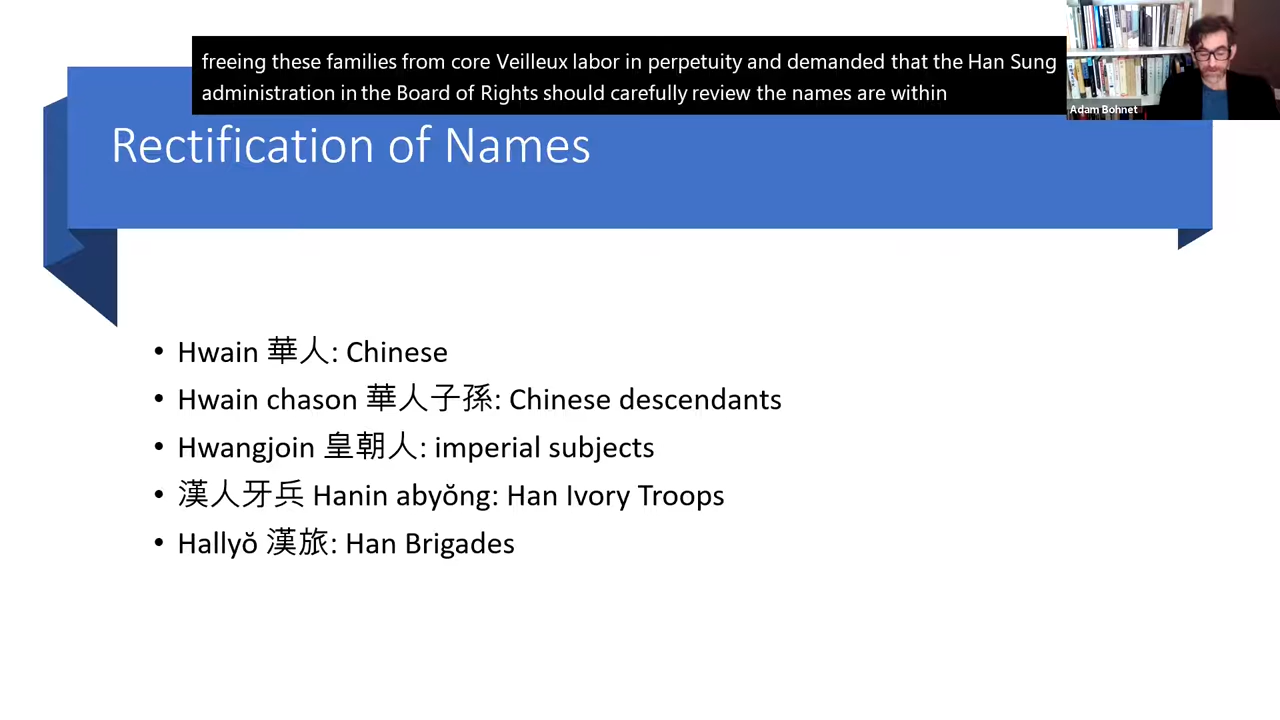 freeing these families from core Veilleux labor in perpetuity and demanded that the Han Sung
administration in the Board of Rights should carefully review the names are within
Adam Bohnet
Rectification of Names
• Hwain 華人: Chinese
• Hwain chason 華人子孫: Chinese descendants
• Hwangjoin 皇朝人: imperial subjects
• 漢人牙兵 Hanin abyŏng: Han Ivory Troops
• Hallyŏ 漢旅: Han Brigades